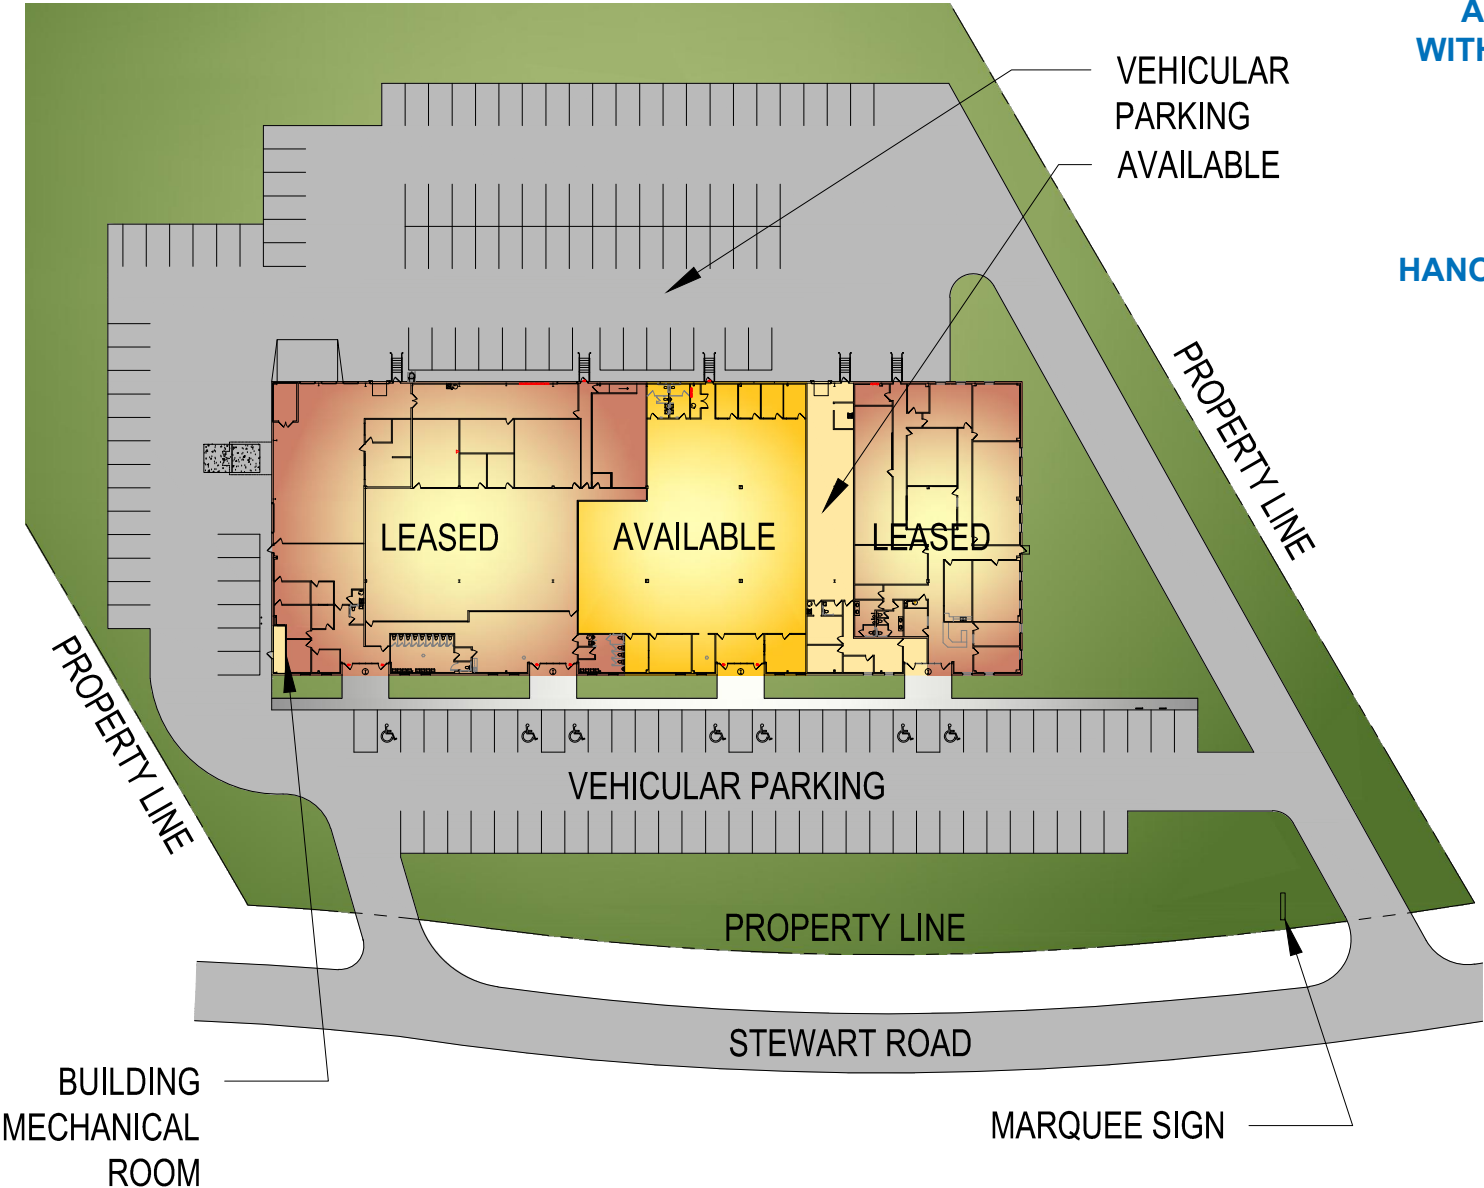 WITH
VEHICULAR
PARKING
AVAILABLE
PROPERTY LINE
LEASED
AVAILABLE
LEASED
PROPERTY LINE
VEHICULAR PARKING
PROPERTY LINE
STEWART ROAD
BUILDING
MECHANICAL
ROOM
MARQUEE SIGN